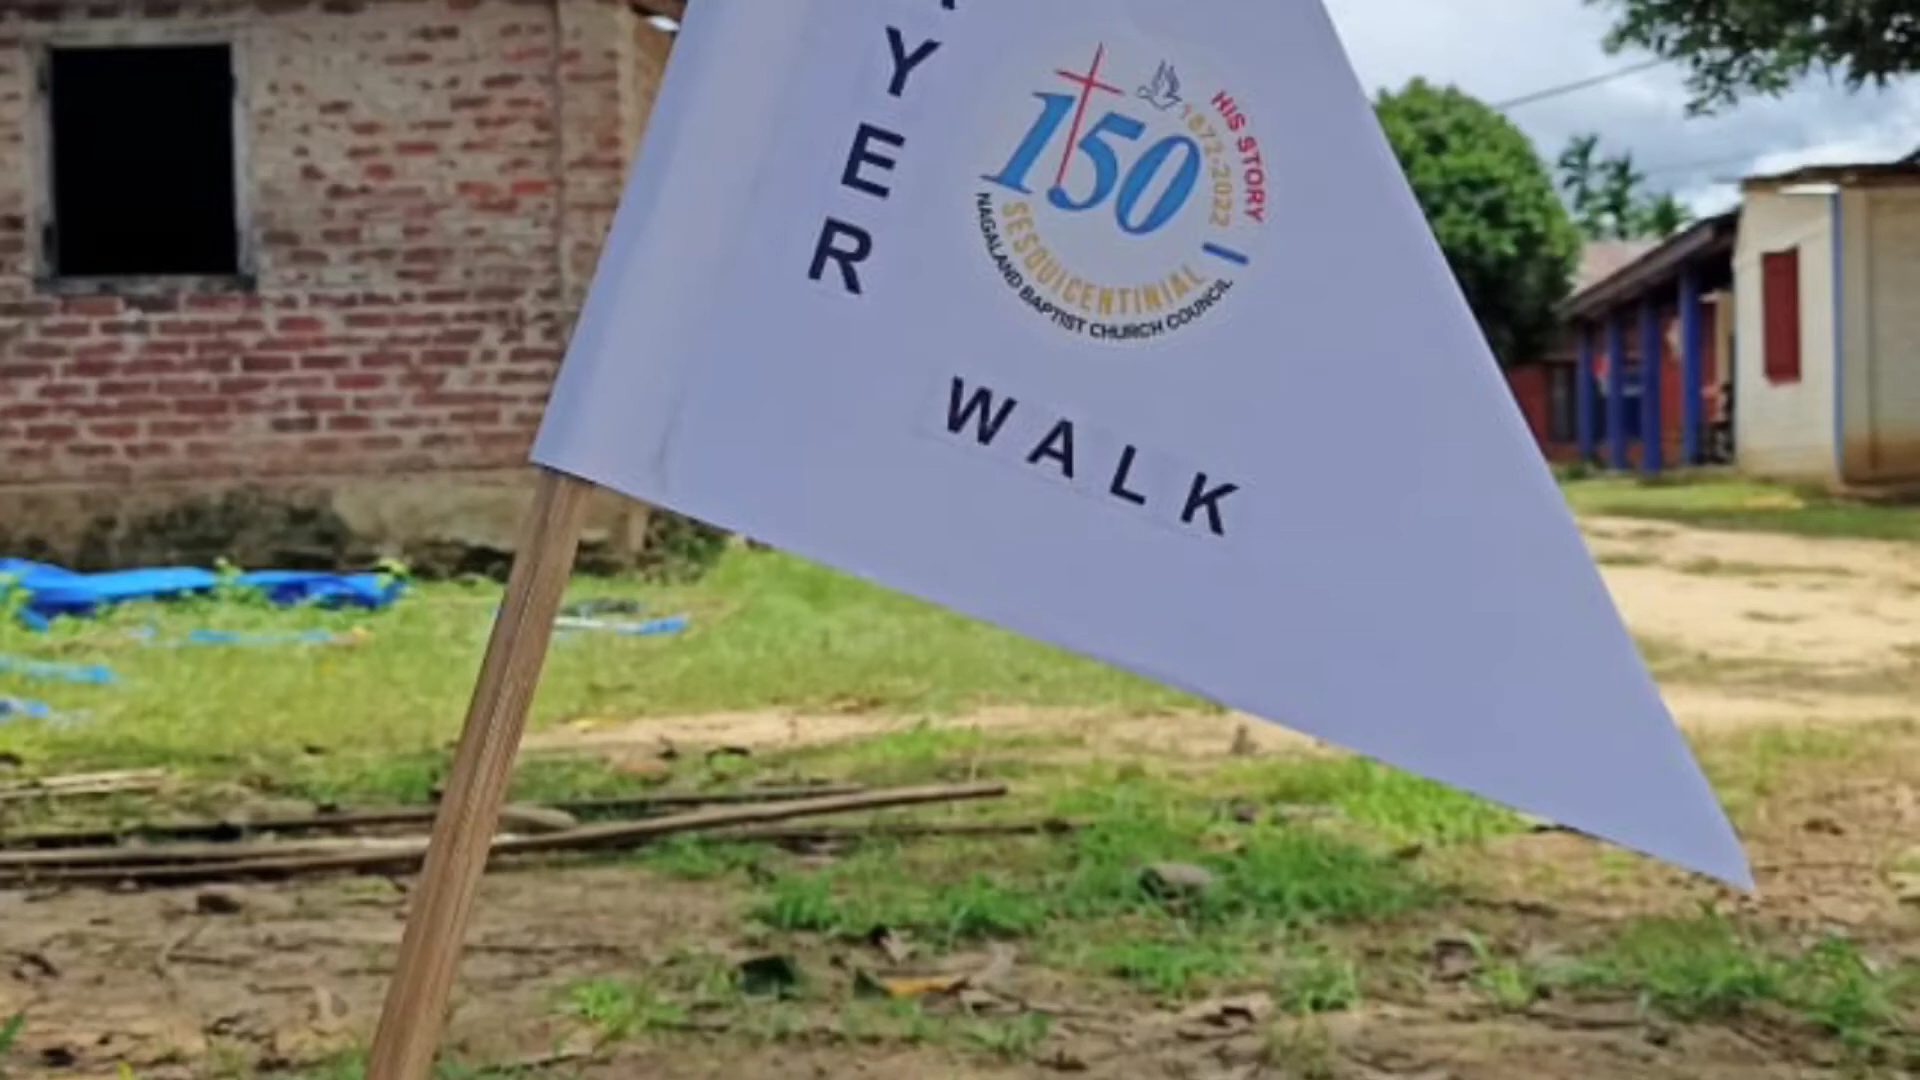 YER
150
1872-2022
HIS STORY
SESQUICENTINIAL
NAGALAND BAPTIST CHURCH COUNCIL
WALK